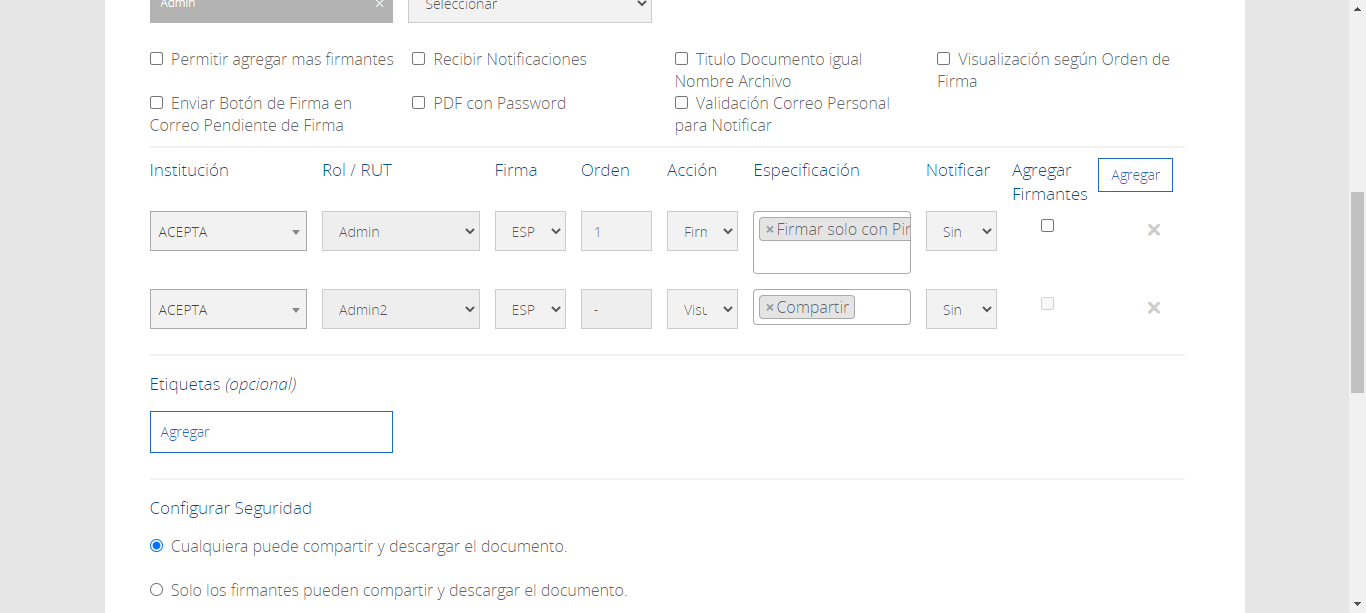 Admin ×
Seleccionar
Permitir agregar mas firmantes
Recibir Notificaciones
Titulo Documento igual
Nombre Archivo
Visualización según Orden de
Firma
Enviar Botón de Firma en
Correo Pendiente de Firma
PDF con Password
Validación Correo Personal
para Notificar
Institución Rol / RUT Firma Orden Acción Especificación Notificar Agregar
Firmantes
Agregar
ACEPTA Admin ESP 1 Firn ×Firmar solo con Pin Sin ×
ACEPTA Admin2 ESP - Visu ×Compartir Sin ×
Etiquetas (opcional)
Agregar
Configurar Seguridad
Cualquiera puede compartir y descargar el documento.
Solo los firmantes pueden compartir y descargar el documento.